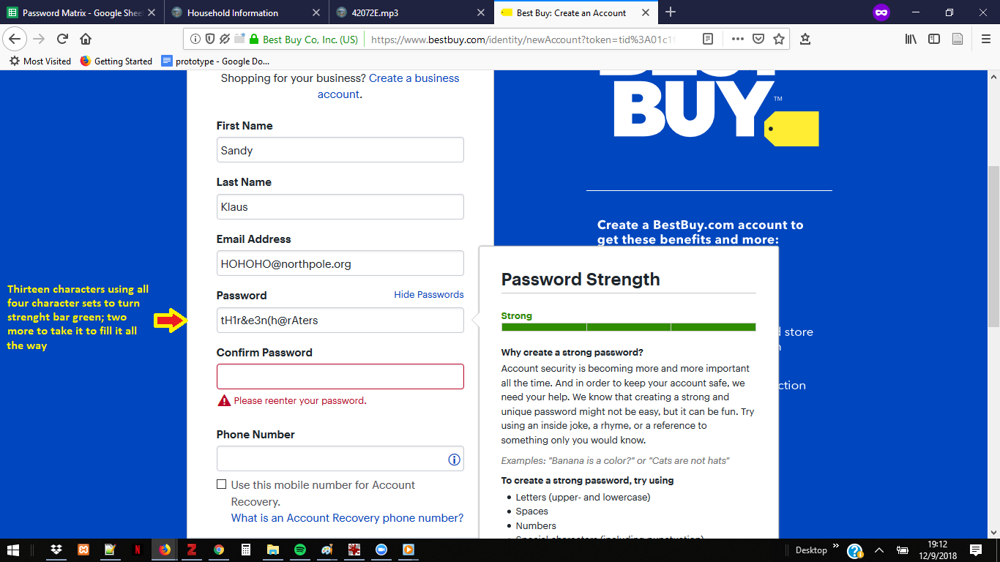 Password Matrix - Google Shee
Household Information
42072E.mp3
Best Buy: Create an Account
Best Buy Co, Inc. (US)
https://www.bestbuy.com/identity/newAccount?token=tid%3A01c1f
Most Visited
Getting Started
prototype - Google Do...
Shopping for your business? Create a business
account.
First Name
Sandy
Last Name
Klaus
Email Address
HOHOHO@northpole.org
Password
Hide Passwords
tH1r&e3n(h@rAters
Confirm Password
Please reenter your password.
Phone Number
Use this mobile number for Account
Recovery.
What is an Account Recovery phone number?
Thirteen characters using all
four character sets to turn
strenght bar green; two
more to take it to fill it all
the way
BEST
BUY
TM
Create a BestBuy.com account to
get these benefits and more:
Password Strength
Strong
Why create a strong password?
Account security is becoming more and more important
all the time. And in order to keep your account safe, we
need your help. We know that creating a strong and
unique password might not be easy, but it can be fun. Try
using an inside joke, a rhyme, or a reference to
something only you would know.
Examples: "Banana is a color?" or "Cats are not hats"
To create a strong password, try using
• Letters (upper- and lowercase)
• Spaces
• Numbers
• Special characters (including punctuation)
d store
n
ction
Desktop
19:12
12/9/2018